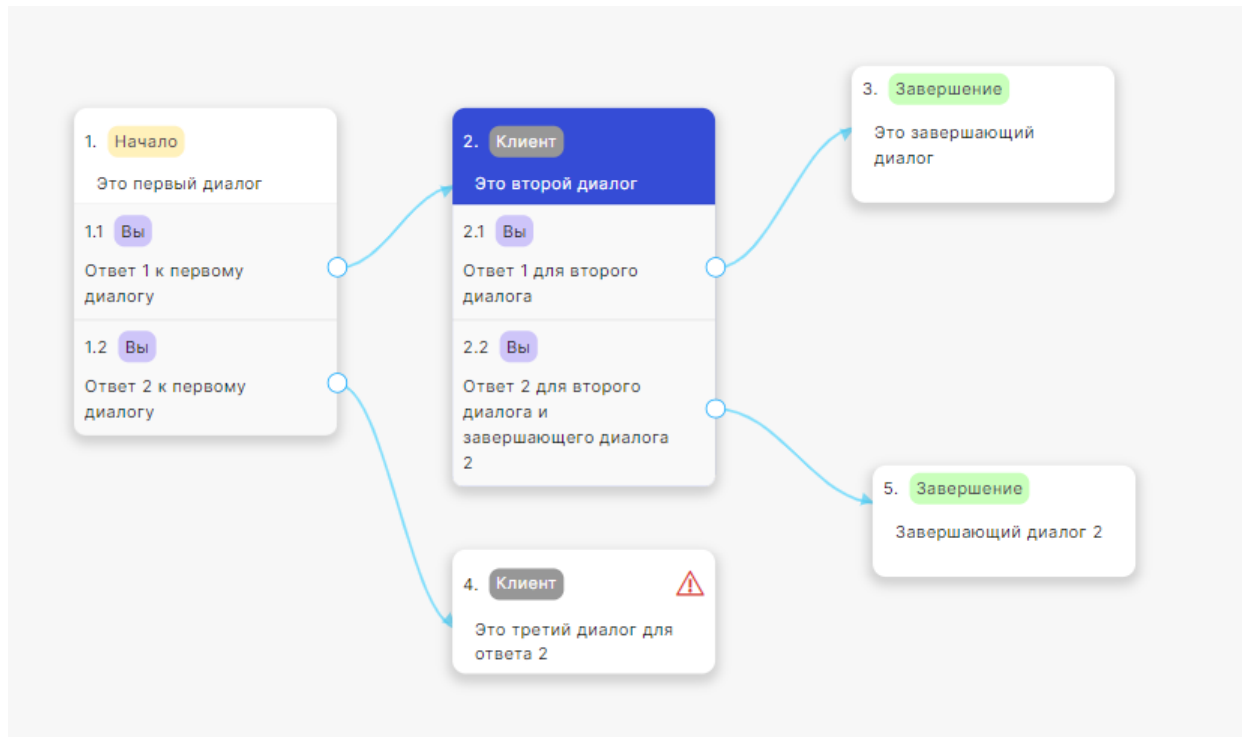 1. Начало
Это первый диалог
1.1 Вы
Ответ 1 к первому
диалогу
1.2 Вы
Ответ 2 к первому
диалогу
2. Клиент
Это второй диалог
2.1 Вы
Ответ 1 для второго
диалога
2.2 Вы
Ответ 2 для второго
диалога и
завершающего диалога
2
3. Завершение
Это завершающий
диалог
4. Клиент
Это третий диалог для
ответа 2
5. Завершение
Завершающий диалог 2